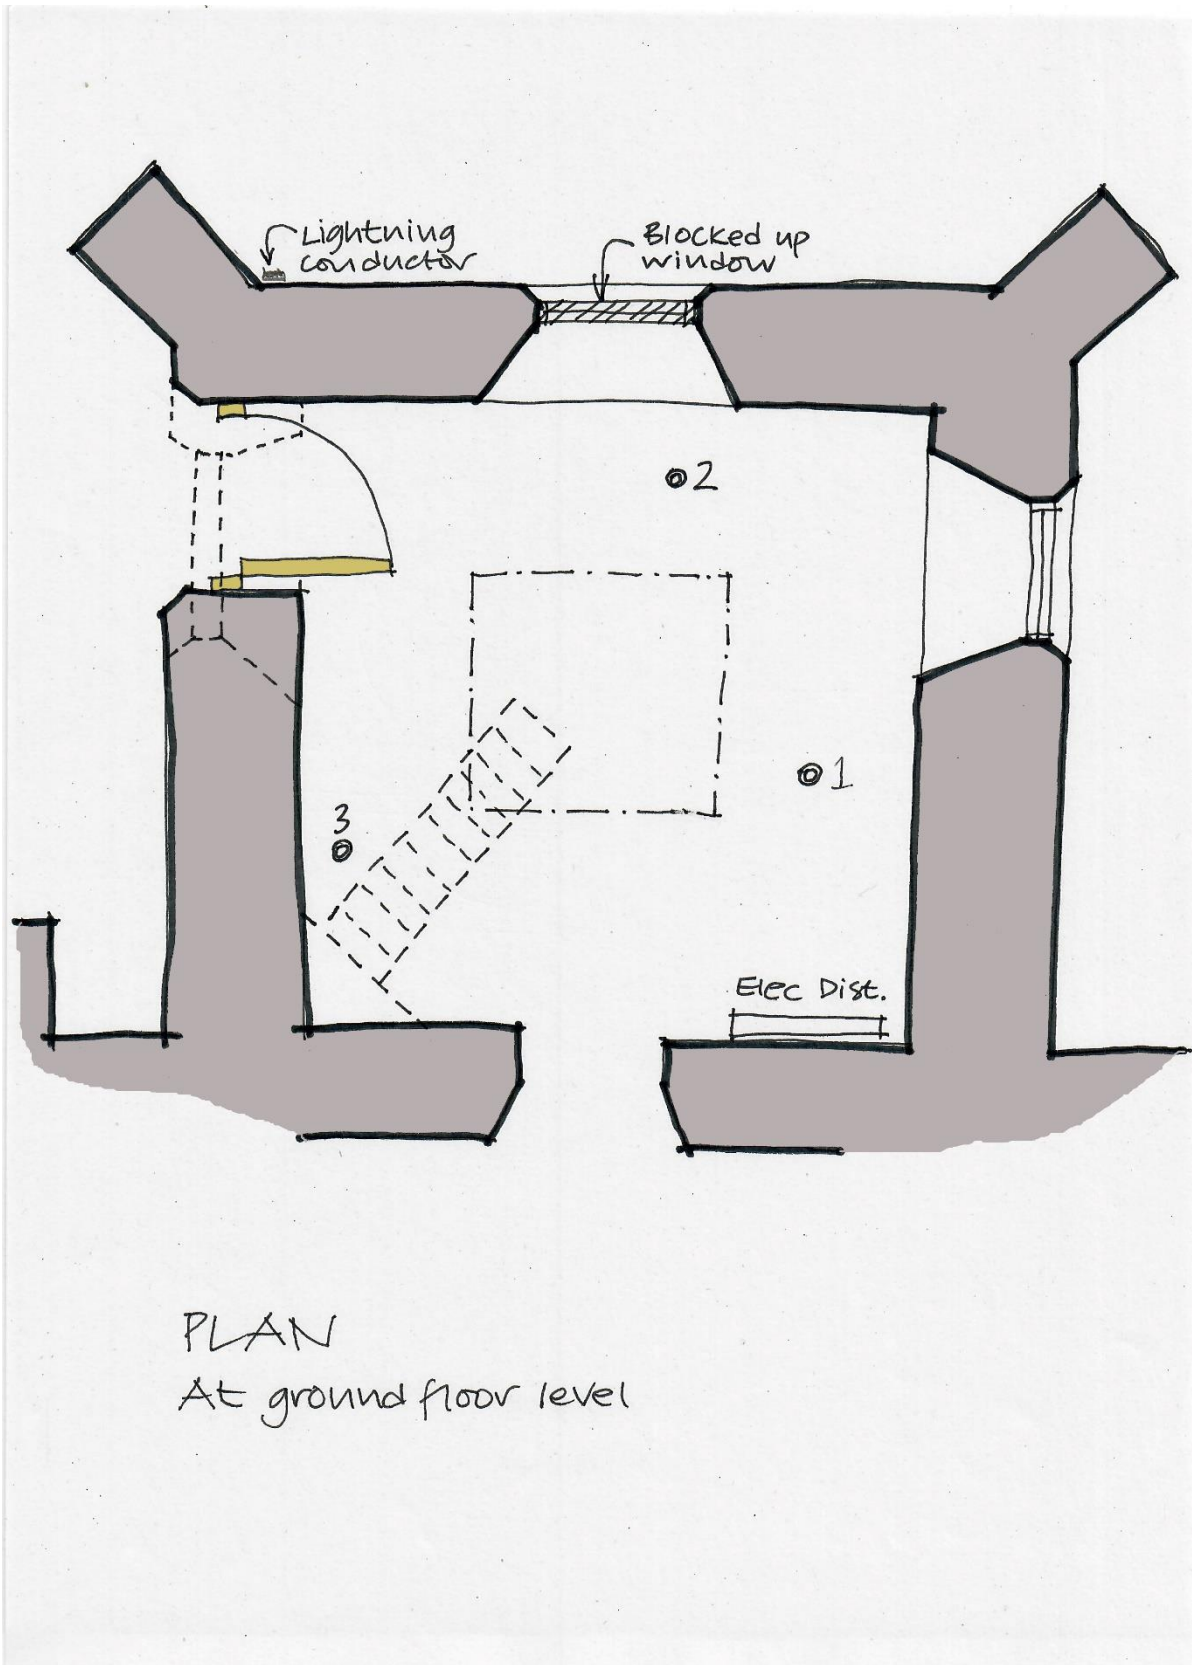 Lightning
conductor
Blocked up
window
2
1
3
Elec Dist.
PLAN
At ground floor level